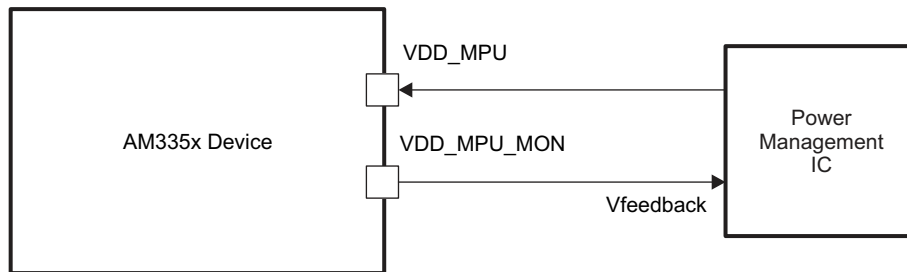 VDD_MPU
AM335x Device
VDD_MPU_MON
Vfeedback
Power
Management
IC